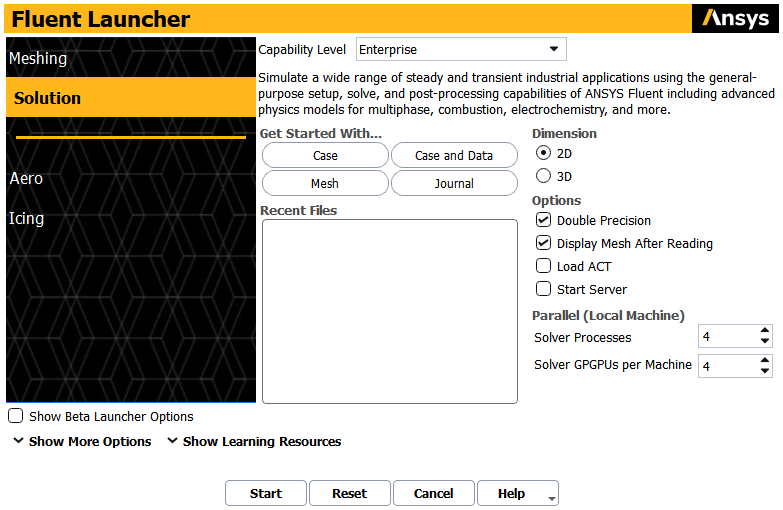 Fluent Launcher
Ansys
Meshing
Solution
Aero
Icing
Capability Level
Enterprise
Simulate a wide range of steady and transient industrial applications using the general-
purpose setup, solve, and post-processing capabilities of ANSYS Fluent including advanced
physics models for multiphase, combustion, electrochemistry, and more.
Get Started With...
Case
Case and Data
Mesh
Journal
Recent Files
Dimension
2D
3D
Options
Double Precision
Display Mesh After Reading
Load ACT
Start Server
Parallel (Local Machine)
Solver Processes
4
Solver GPGPUs per Machine
4
Show Beta Launcher Options
Show More Options
Show Learning Resources
Start
Reset
Cancel
Help